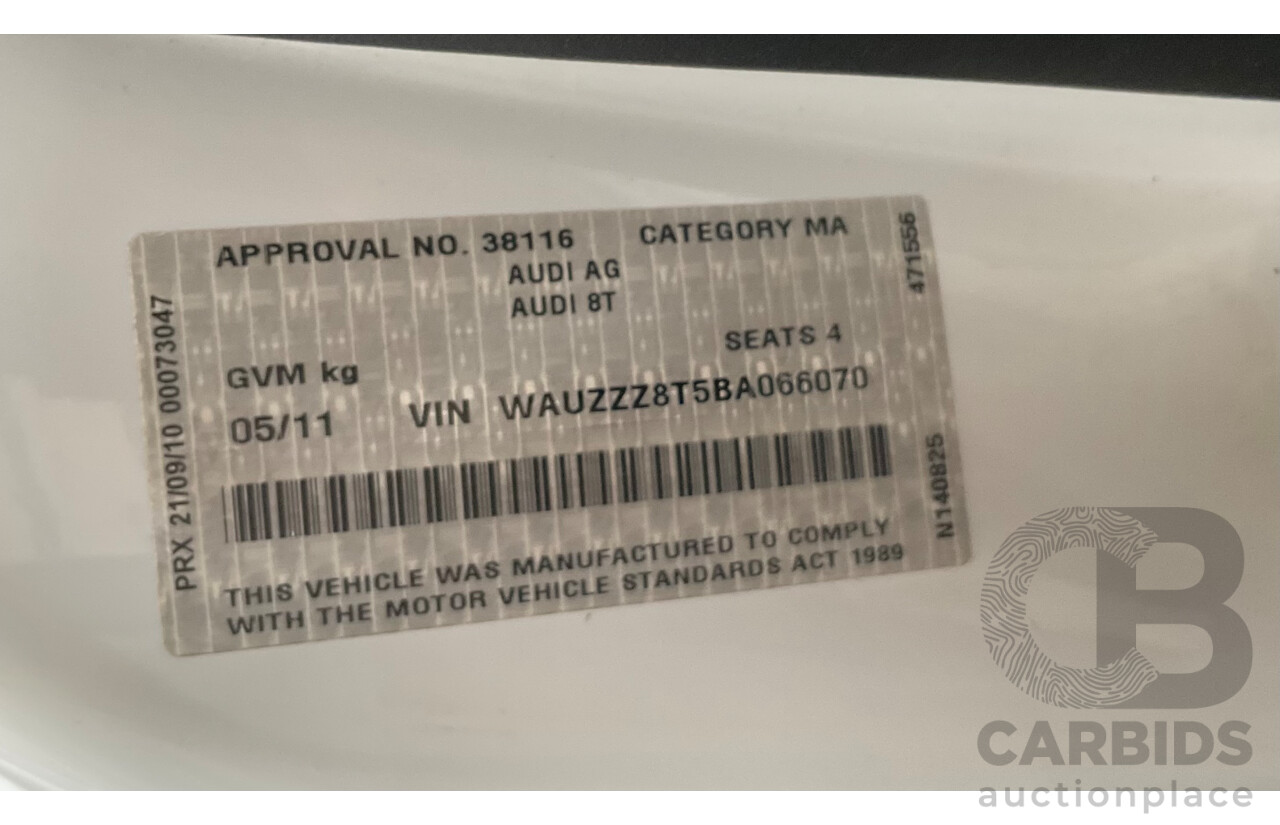 APPROVAL NO. 38116 CATEGORY MA
AUDI AG
AUDI 8T
SEATS 4
GVM kg
05/11 VIN WAUZZZ8T5BA066070
THIS VEHICLE WAS MANUFACTURED TO COMPLY
WITH THE MOTOR VEHICLE STANDARDS ACT 1989
PRX 21/09/10 00073047
471556
N140825
CB
CARBIDS
auctionplace